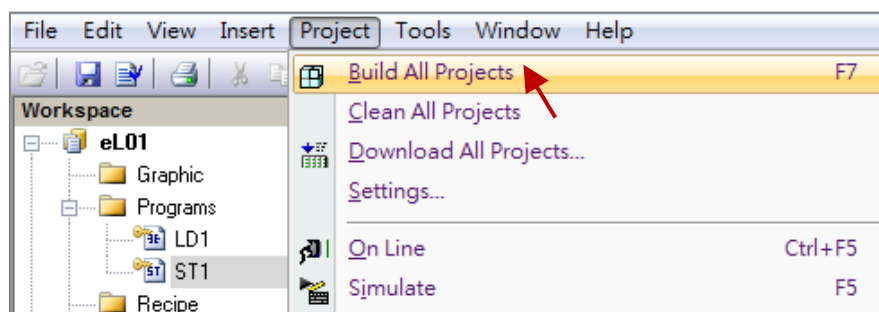 File Edit View Insert Project Tools Window Help
Build All Projects F7
Workspace
Clean All Projects
eL01
Download All Projects...
Graphic
Settings...
Programs
LD1
On Line Ctrl+F5
ST1
Simulate F5
Recipe